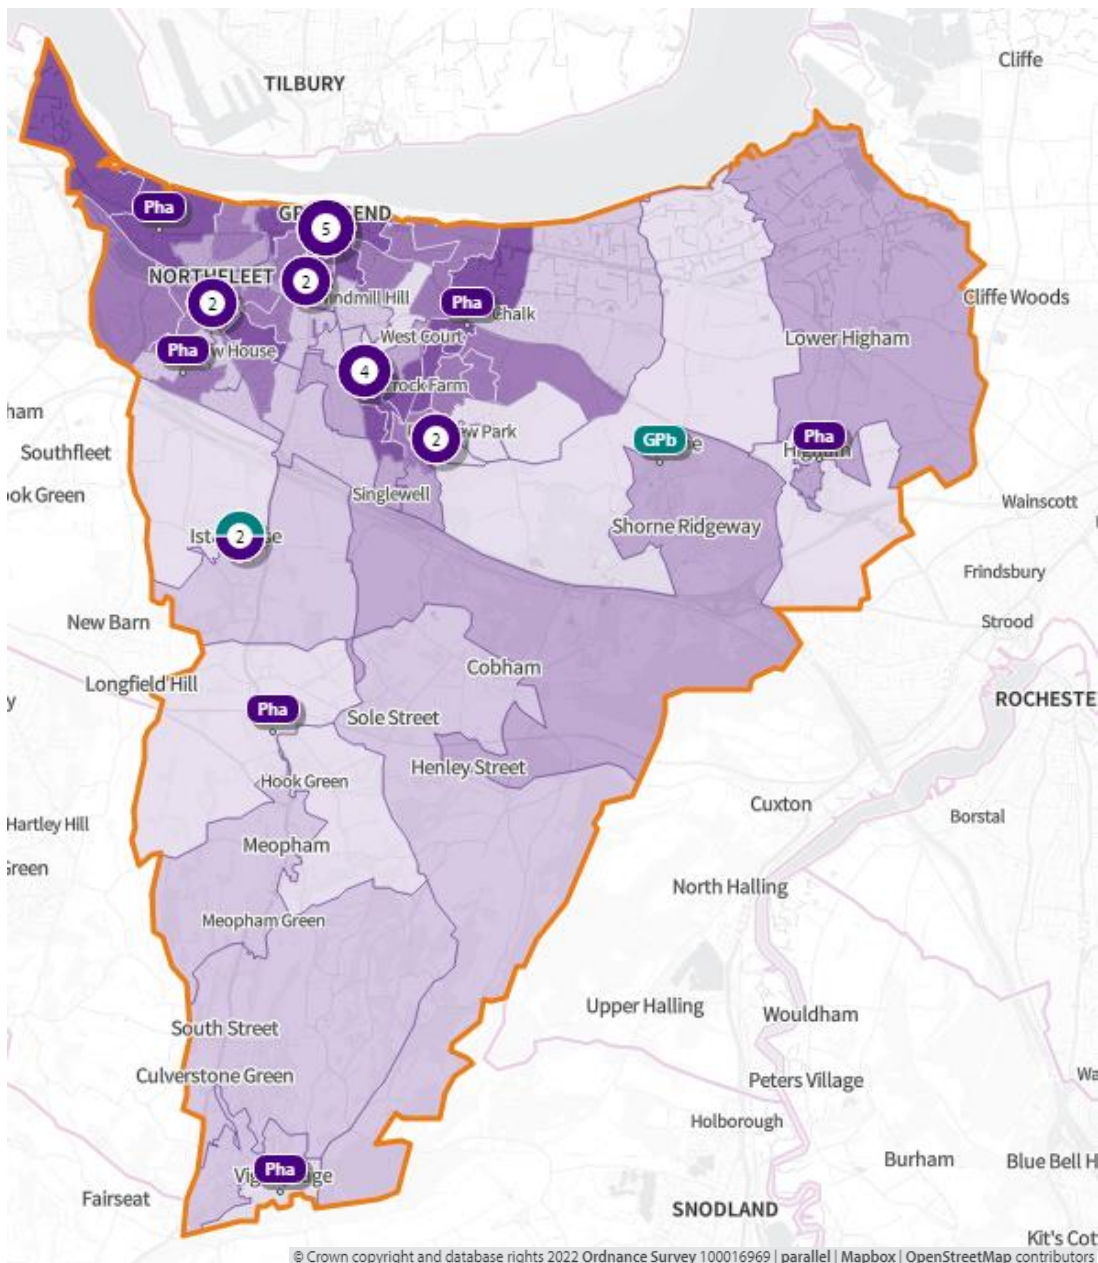 Cliffe
TILBURY
Pha
5
NORTHFLEET
2
2
Cliffe Woods
Pha
Chalk
West Court
Lower Higham
Pha
4
2
GPb
Pha
Southfleet
Singlewell
Wainscott
Shorne Ridgeway
2
Frindsbury
New Barn
Strood
Cobham
Longfield Hill
ROCHESTE
Pha
Sole Street
Henley Street
Hook Green
Cuxton
Borstal
Hartley Hill
Meopham
North Halling
Meopham Green
Upper Halling
Wouldham
South Street
Culverstone Green
Peters Village
Holborough
Burham
Blue Bell H
Pha
Fairseat
SNODLAND
Kit's Cot
© Crown copyright and database rights 2022 Ordnance Survey 100016969 | parallel | Mapbox | OpenStreetMap contributors